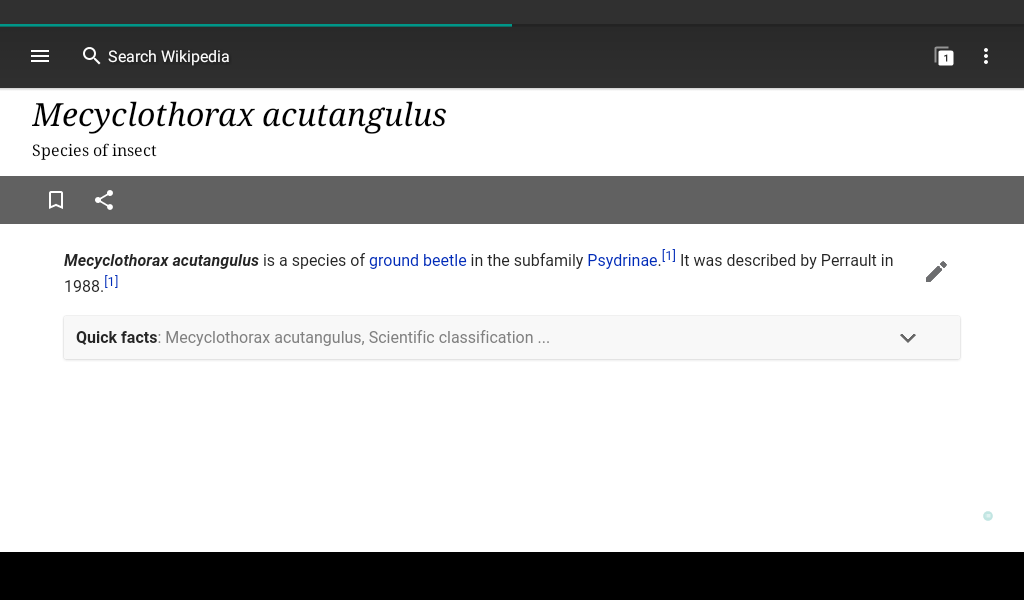 Search Wikipedia
1
Mecyclothorax acutangulus
Species of insect
Mecyclothorax acutangulus is a species of ground beetle in the subfamily Psydrinae.[1] It was described by Perrault in
1988.[1]
Quick facts: Mecyclothorax acutangulus, Scientific classification ...